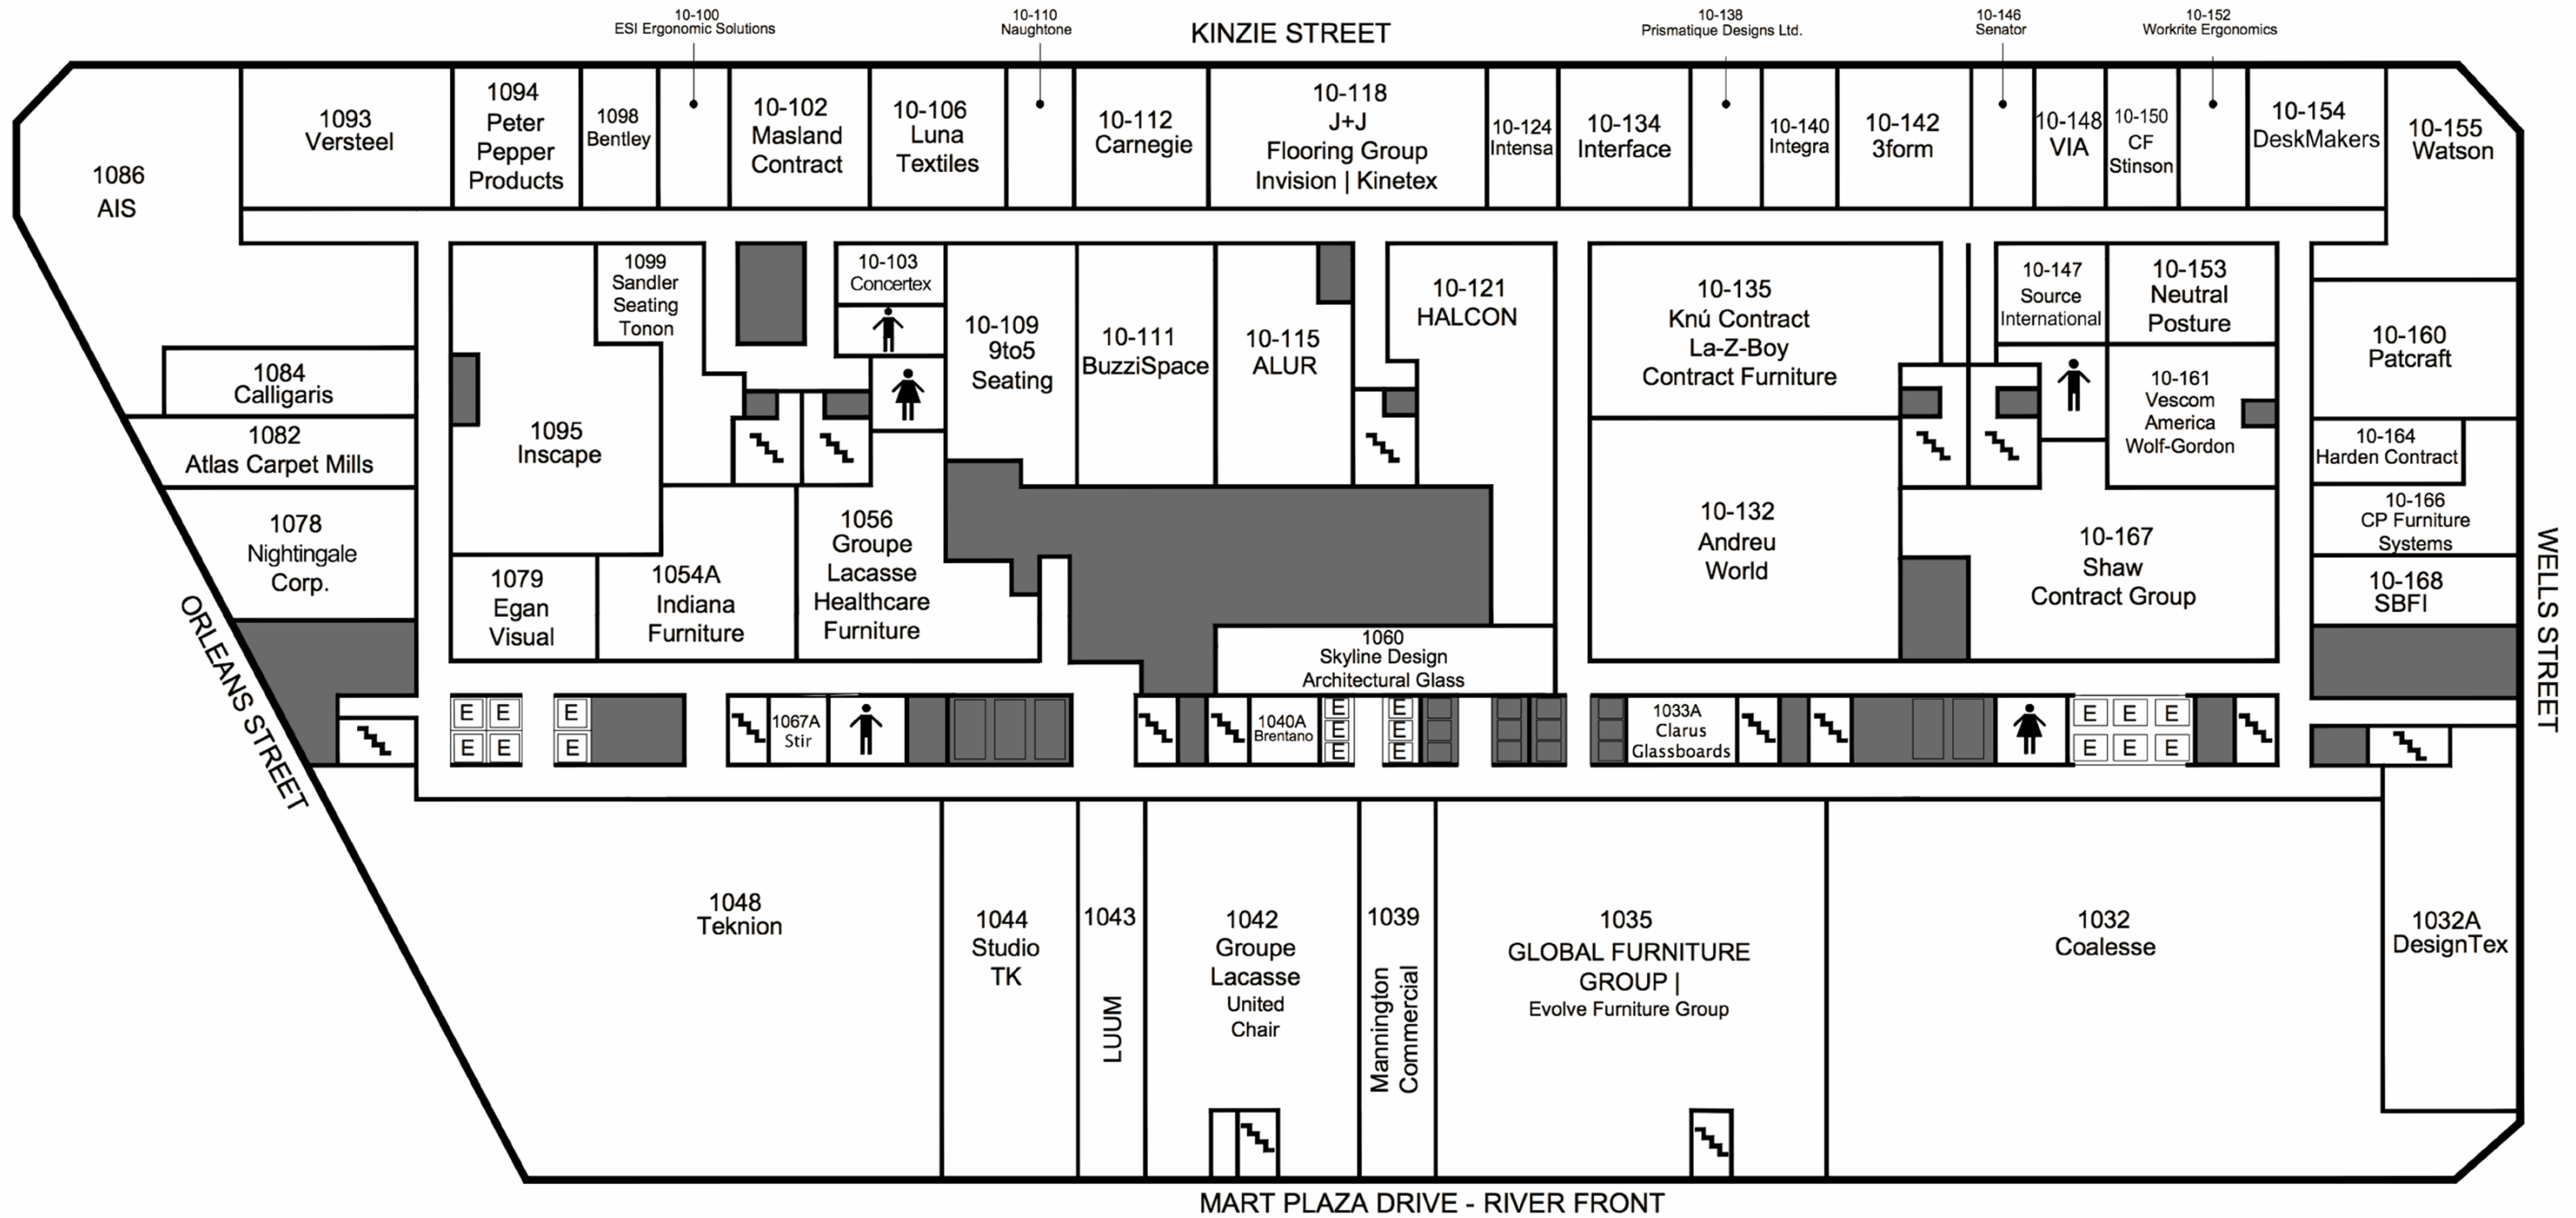 10-100
ESI Ergonomic Solutions
10-110
Naughtone
KINZIE STREET
10-138
Prismatique Designs Ltd.
10-146
Senator
10-152
Workrite Ergonomics
1086
AIS
1093
Versteel
1094
Peter
Pepper
Products
1098
Bentley
10-102
Masland
Contract
10-106
Luna
Textiles
10-112
Carnegie
10-118
J+J
Flooring Group
Invision | Kinetex
10-124
Intensa
10-134
Interface
10-140
Integra
10-142
3form
10-148
VIA
10-150
CF
Stinson
10-154
DeskMakers
10-155
Watson
1099
Sandler
Seating
Tonon
10-103
Concertex
10-109
9to5
Seating
10-111
BuzziSpace
10-115
ALUR
10-121
HALCON
10-135
Knú Contract
La-Z-Boy
Contract Furniture
10-147
Source
International
10-153
Neutral
Posture
10-160
Patcraft
1084
Calligaris
1082
Atlas Carpet Mills
1095
Inscape
10-161
Vescom
America
Wolf-Gordon
10-164
Harden Contract
1078
Nightingale
Corp.
1056
Groupe
Lacasse
Healthcare
Furniture
10-132
Andreu
World
10-167
Shaw
Contract Group
10-166
CP Furniture
Systems
10-168
SBFI
1079
Egan
Visual
1054A
Indiana
Furniture
1060
Skyline Design
Architectural Glass
ORLEANS STREET
WELLS STREET
E E E
E E E
1067A
Stir
1040A
Brentano
E E
E E
E E
1033A
Clarus
Glassboards
E E E
E E E
1048
Teknion
1044
Studio
TK
1043
LUUM
1042
Groupe
Lacasse
United
Chair
1039
Mannington
Commercial
1035
GLOBAL FURNITURE
GROUP |
Evolve Furniture Group
1032
Coalesse
1032A
DesignTex
MART PLAZA DRIVE - RIVER FRONT